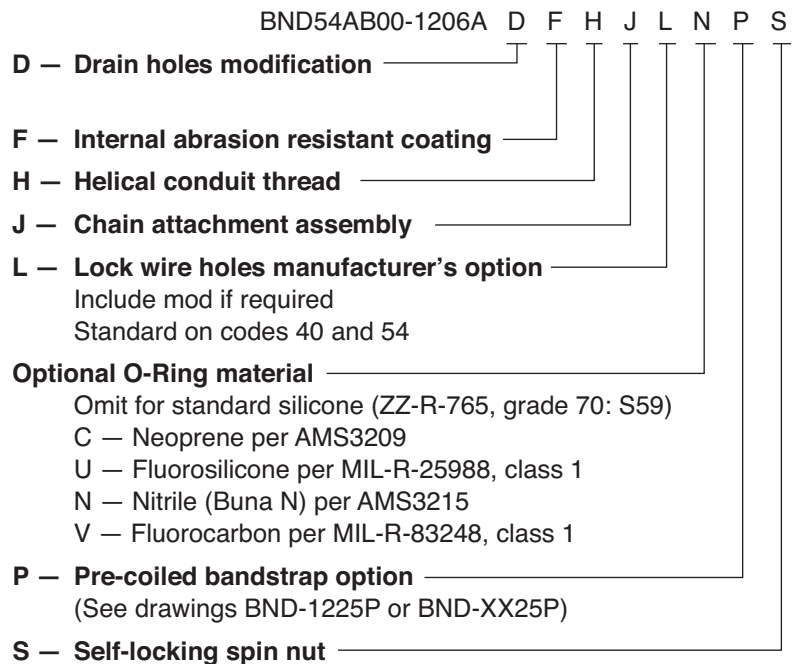 BND54AB00-1206A D F H J L N P S
D — Drain holes modification
F — Internal abrasion resistant coating
H — Helical conduit thread
J — Chain attachment assembly
L — Lock wire holes manufacturer's option
Include mod if required
Standard on codes 40 and 54
Optional O-Ring material
Omit for standard silicone (ZZ-R-765, grade 70: S59)
C — Neoprene per AMS3209
U — Fluorosilicone per MIL-R-25988, class 1
N — Nitrile (Buna N) per AMS3215
V — Fluorocarbon per MIL-R-83248, class 1
P — Pre-coiled bandstrap option
(See drawings BND-1225P or BND-XX25P)
S — Self-locking spin nut